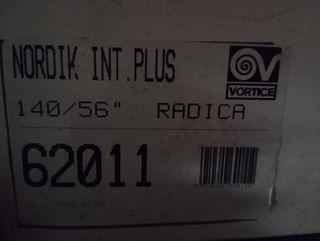 NORDIK INT.PLUS
VORTICE
140/56" RADICA
62011